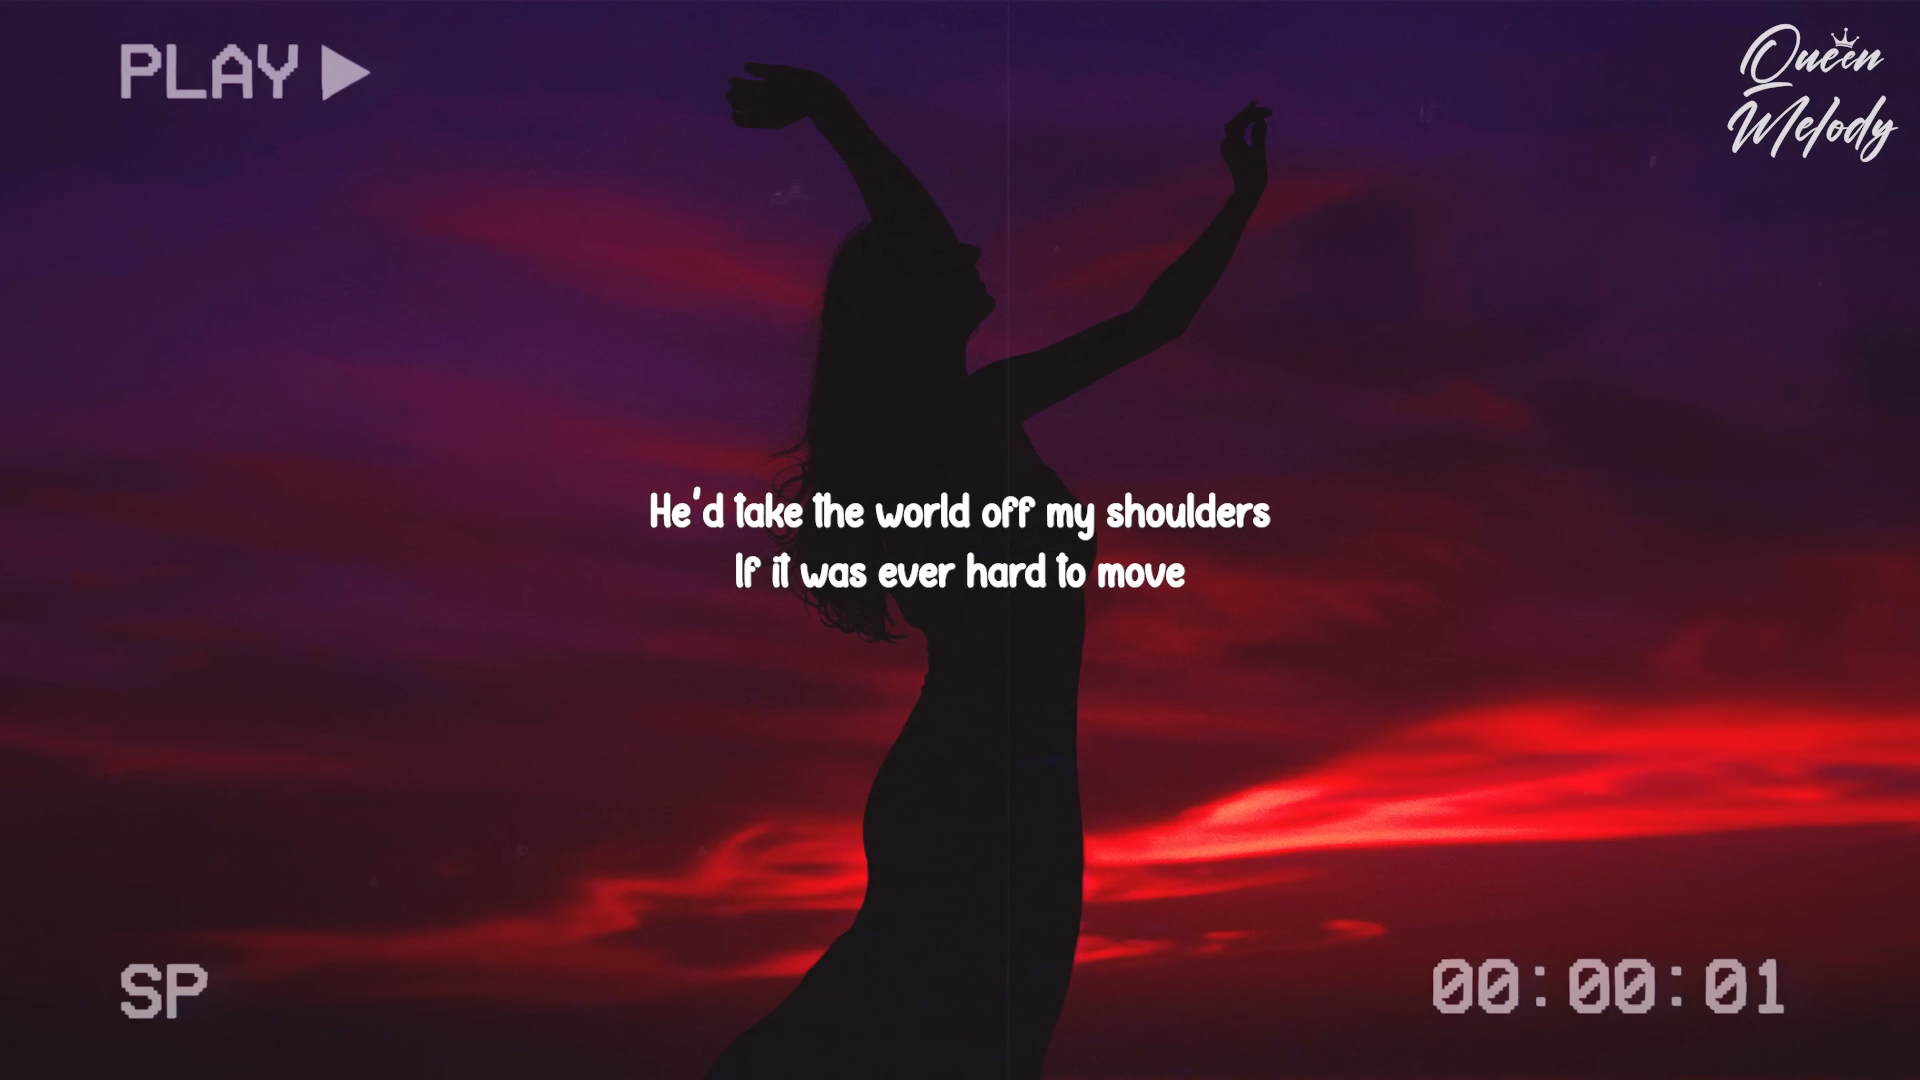 PLAY
Queen
Melody
He'd take the world off my shoulders
If it was ever hard to move
SP
00:00:01